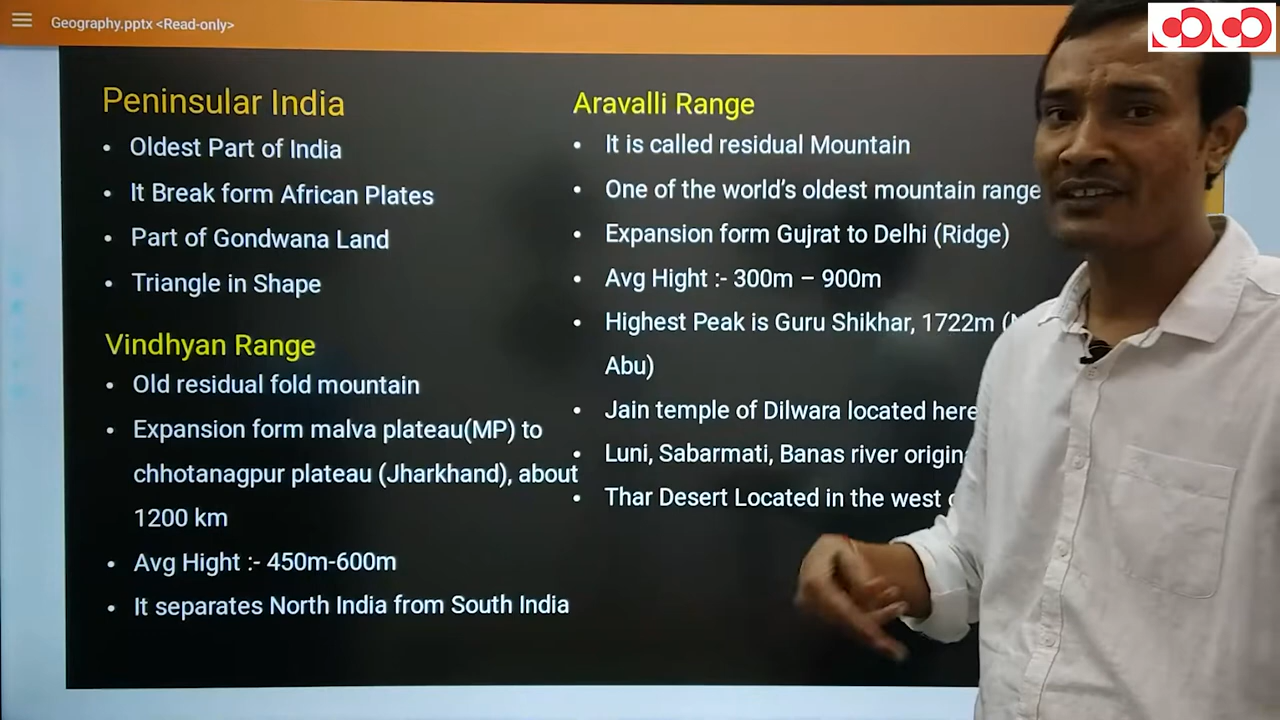 Geography.pptx <Read-only>
Peninsular India
• Oldest Part of India
• It Break form African Plates
• Part of Gondwana Land
• Triangle in Shape
Vindhyan Range
• Old residual fold mountain
• Expansion form malva plateau(MP) to
chhotanagpur plateau (Jharkhand), about
1200 km
• Avg Hight :- 450m-600m
• It separates North India from South India
Aravalli Range
• It is called residual Mountain
• One of the world's oldest mountain range
• Expansion form Gujrat to Delhi (Ridge)
• Avg Hight :- 300m – 900m
• Highest Peak is Guru Shikhar, 1722m (
Abu)
• Jain temple of Dilwara located here
• Luni, Sabarmati, Banas river
• Thar Desert Located in the west